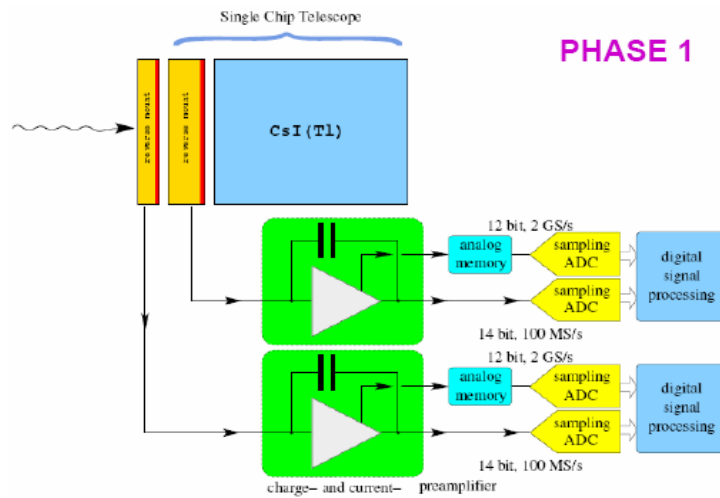 Single Chip Telescope
PHASE 1
reverse mount
reverse mount
CsI(Tl)
12 bit, 2 GS/s
analog
memory
sampling
ADC
sampling
ADC
digital
signal
processing
14 bit, 100 MS/s
12 bit, 2 GS/s
analog
memory
sampling
ADC
sampling
ADC
digital
signal
processing
14 bit, 100 MS/s
charge– and current– preamplifier